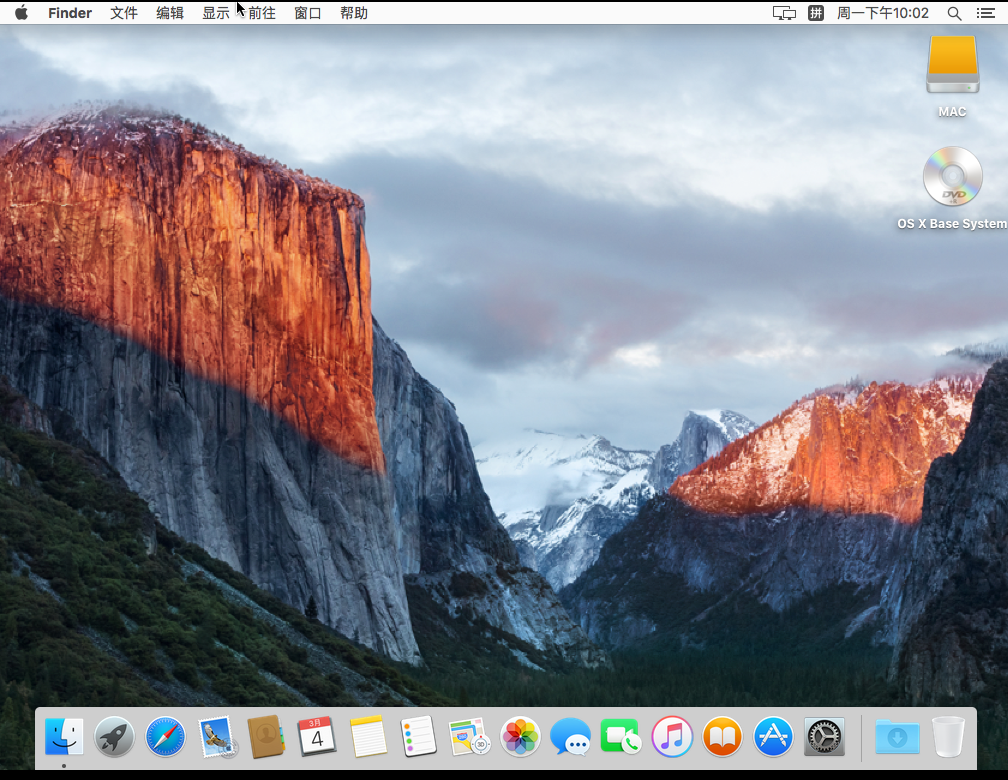 Finder 文件 编辑 显示 前往 窗口 帮助 拼 周一下午10:02
MAC
DVD
OS X Base System
3月
4